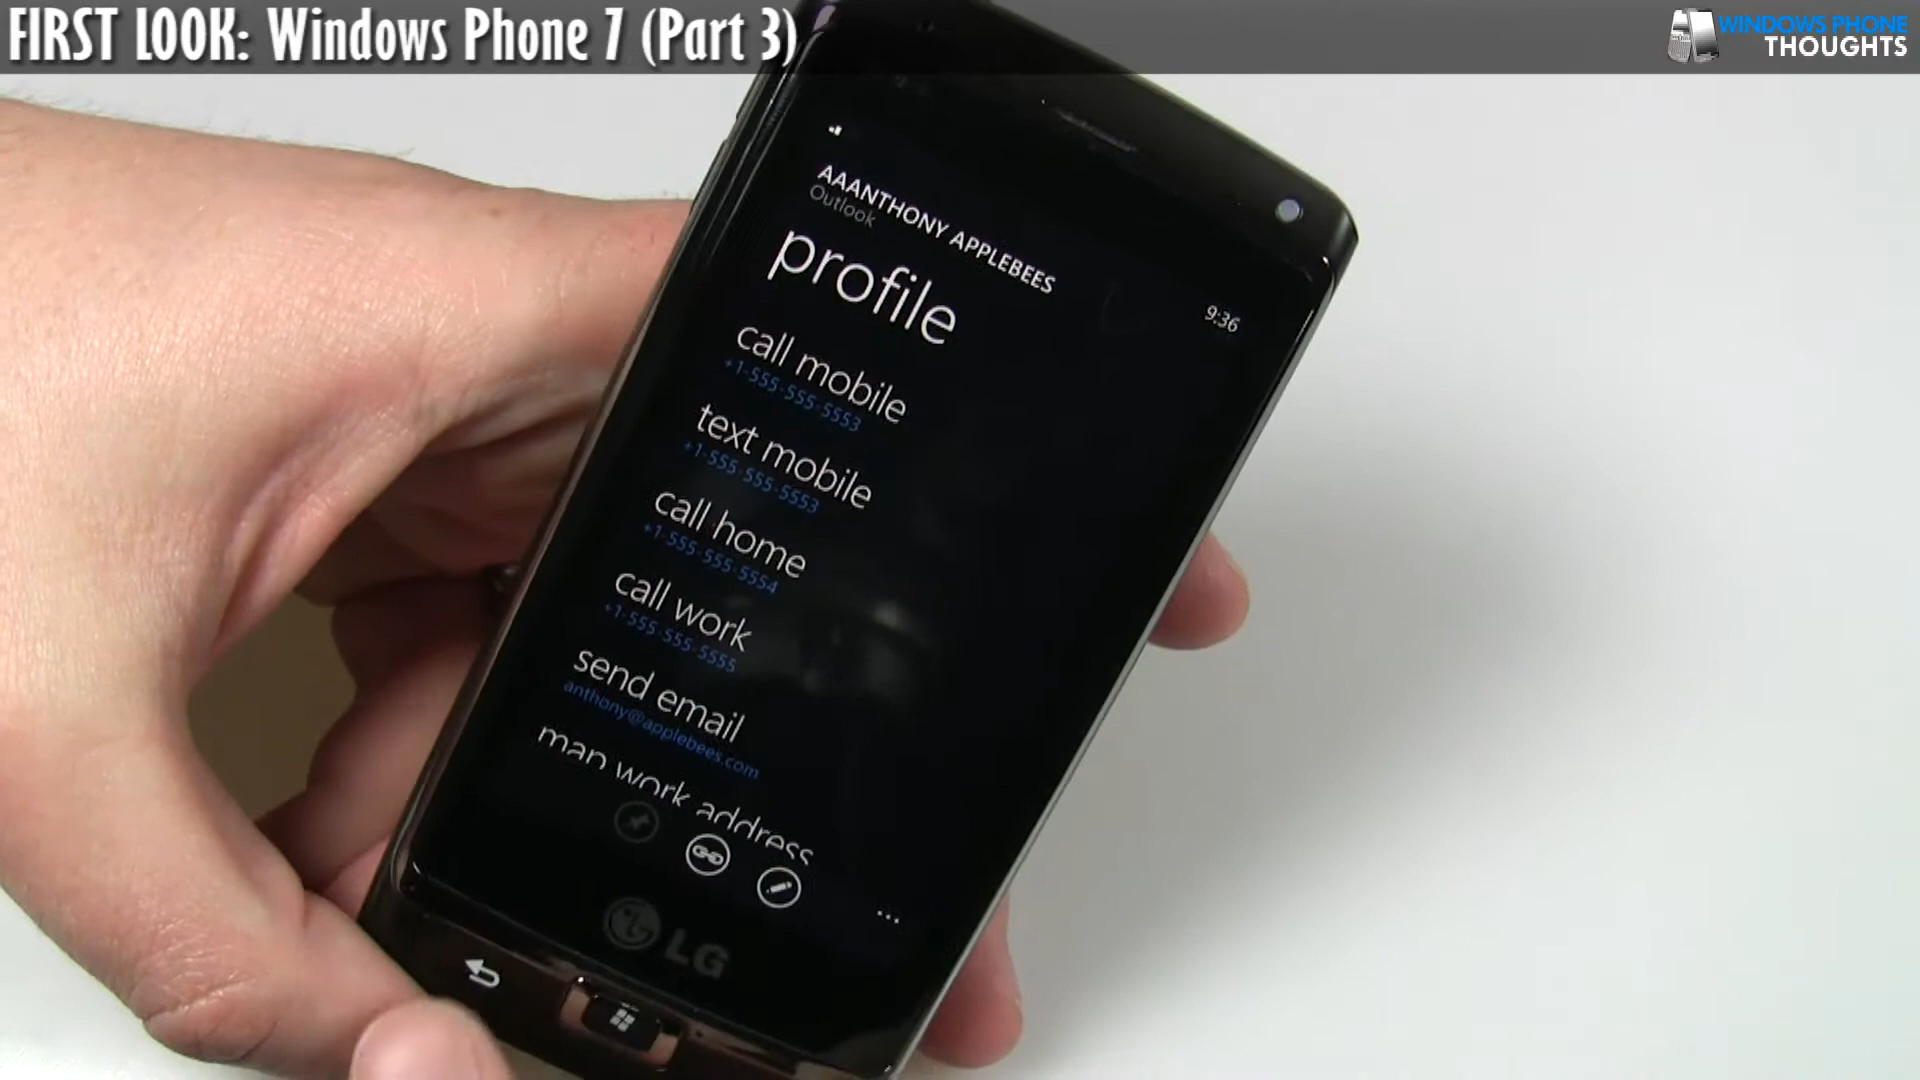 FIRST LOOK: Windows Phone 7 (Part 3)
WINDOWS PHONE
THOUGHTS
AAANTHONY APPLEBEES
Outlook
9:36
profile
call mobile
+1-555-555-5553
text mobile
+1-555-555-5553
call home
+1-555-555-5554
call work
+1-555-555-5555
send email
anthony@applebees.com
map work address
...
LG